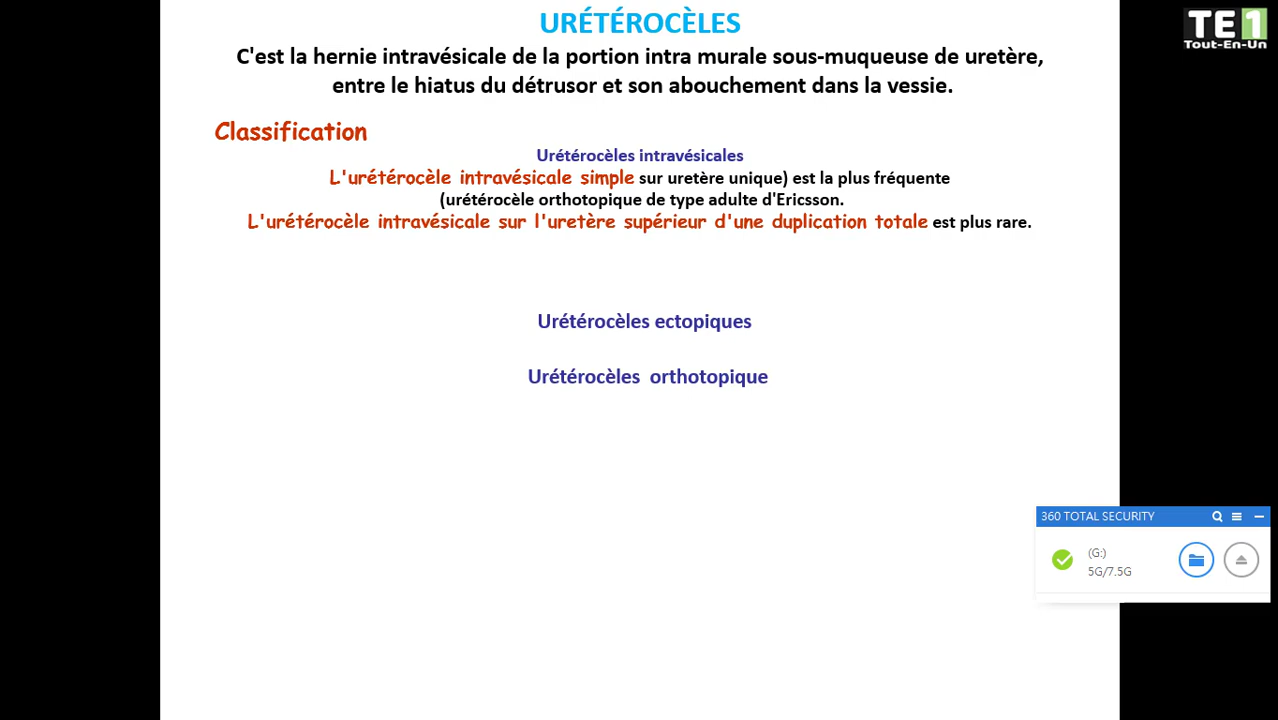 URÉTÉROCÈLES
TE1
Tout-En-Un
C'est la hernie intravésicale de la portion intra murale sous-muqueuse de uretère,
entre le hiatus du détrusor et son abouchement dans la vessie.
Classification
Urétérocèles intravésicales
L'urétérocèle intravésicale simple sur uretère unique) est la plus fréquente
(urétérocèle orthotopique de type adulte d'Ericsson.
L'urétérocèle intravésicale sur l'uretère supérieur d'une duplication totale est plus rare.
Urétérocèles ectopiques
Urétérocèles orthotopique
360 TOTAL SECURITY
(G:)
5G/7.5G